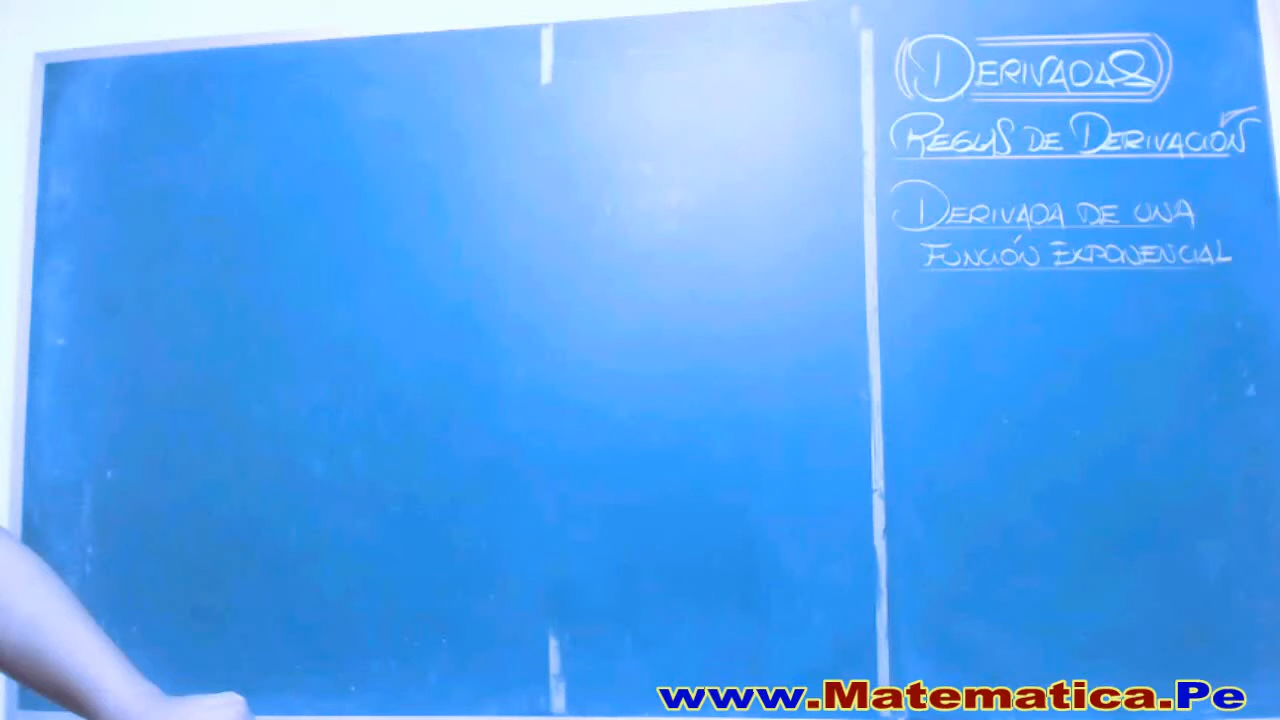 DERIVADAS
REGLAS DE DERIVACIÓN
DERIVADA DE UNA
FUNCIÓN EXPONENCIAL
www.Matematica.Pe